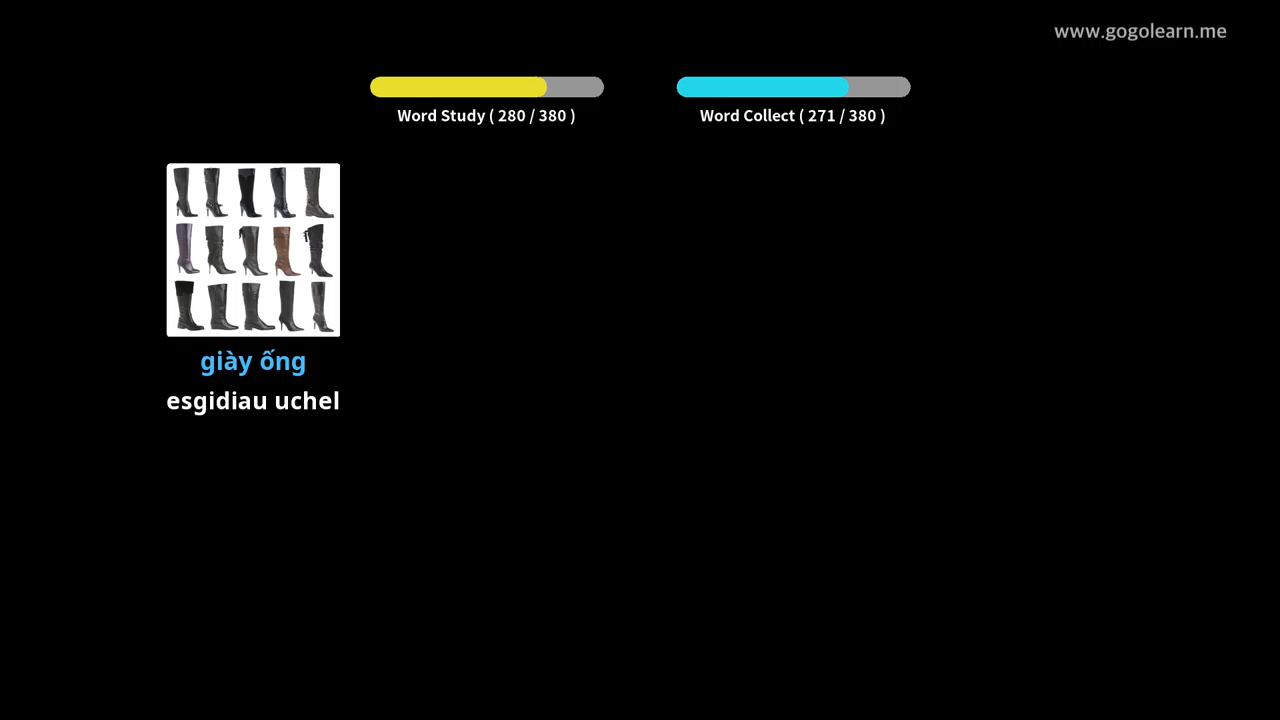 www.gogolearn.me
Word Study ( 280 / 380 )
Word Collect ( 271 / 380 )
giày ống
esgidiau uchel